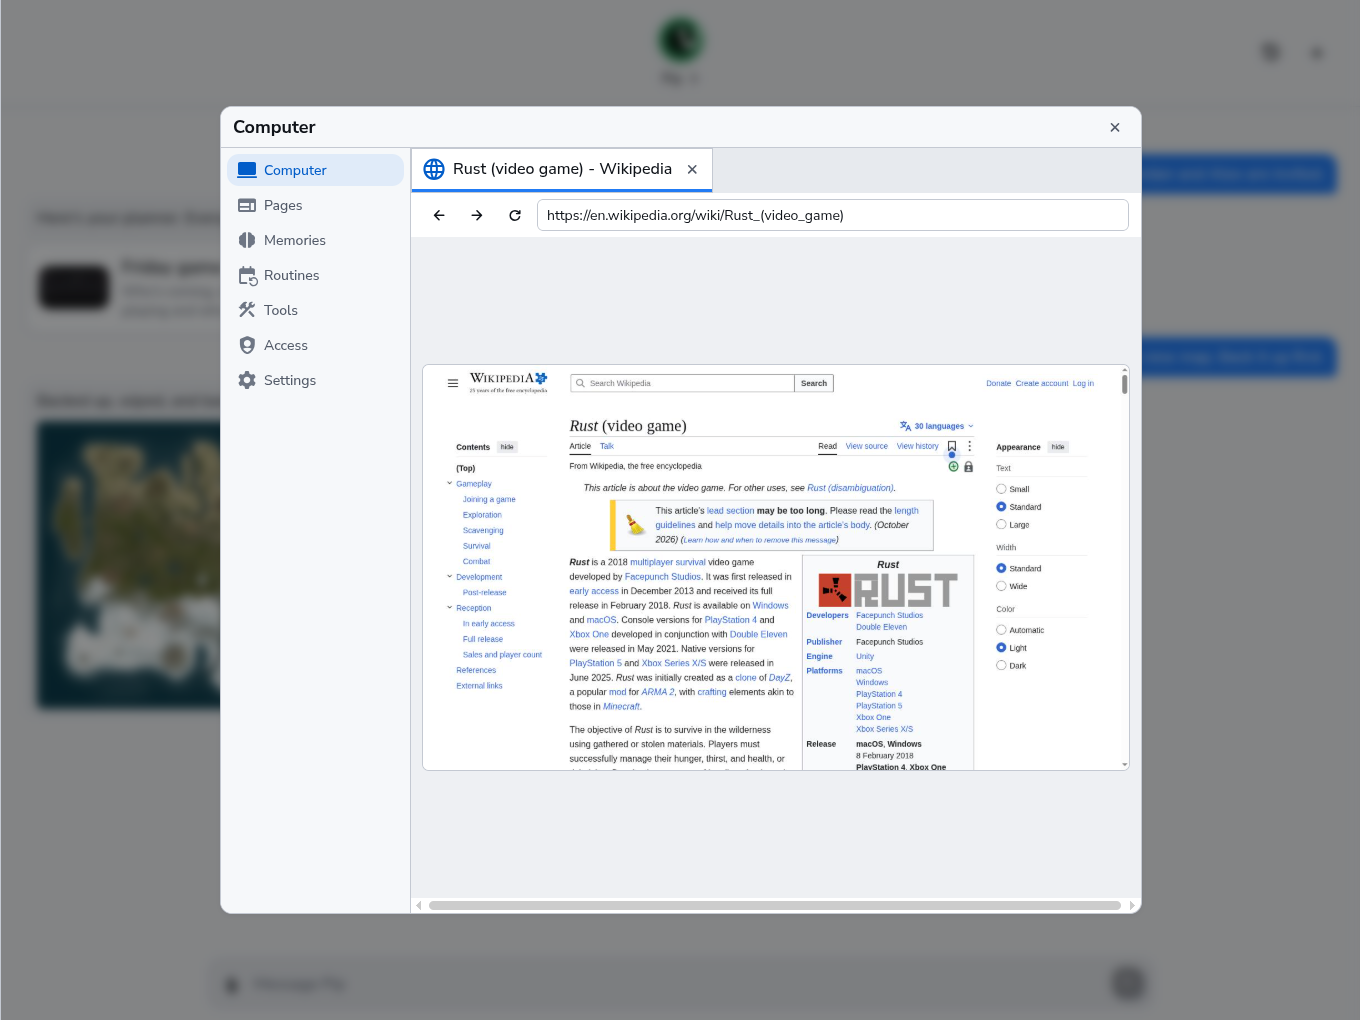 Computer
Computer
Pages
Memories
Routines
Tools
Access
Settings
Rust (video game) - Wikipedia
https://en.wikipedia.org/wiki/Rust_(video_game)
WIKIPEDIA
25 years of the free encyclopedia
Search Wikipedia
Search
Donate Create account Log in
Contents hide
(Top)
Gameplay
Joining a game
Exploration
Scavenging
Survival
Combat
Development
Post-release
Reception
In early access
Full release
Sales and player count
References
External links
Rust (video game)
30 languages
Article Talk
Read View source View history
From Wikipedia, the free encyclopedia
This article is about the video game. For other uses, see Rust (disambiguation).
This article's lead section may be too long. Please read the length
guidelines and help move details into the article's body. (October
2026) (Learn how and when to remove this message)
Rust is a 2018 multiplayer survival video game
developed by Facepunch Studios. It was first released in
early access in December 2013 and received its full
release in February 2018. Rust is available on Windows
and macOS. Console versions for PlayStation 4 and
Xbox One developed in conjunction with Double Eleven
were released in May 2021. Native versions for
PlayStation 5 and Xbox Series X/S were released in
June 2025. Rust was initially created as a clone of DayZ,
a popular mod for ARMA 2, with crafting elements akin to
those in Minecraft.
The objective of Rust is to survive in the wilderness
using gathered or stolen materials. Players must
successfully manage their hunger, thirst, and health, or
Rust
RUST
Developers Facepunch Studios
Double Eleven
Publisher Facepunch Studios
Engine Unity
Platforms macOS
Windows
PlayStation 4
PlayStation 5
Xbox One
Xbox Series X/S
Release macOS, Windows
8 February 2018
PlayStation 4, Xbox One
Appearance hide
Text
Small
Standard
Large
Width
Standard
Wide
Color
Automatic
Light
Dark